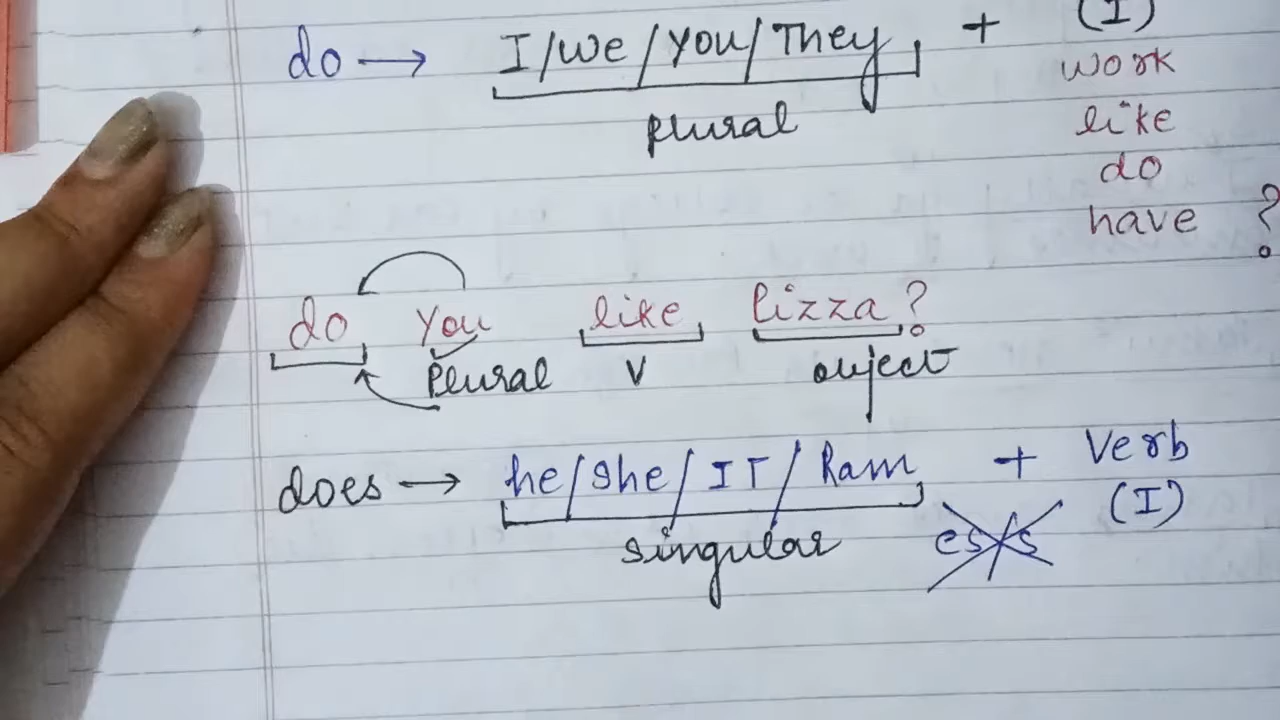 do → I/We/You/They + (I)
plural work
like
do
have ?
do You like Pizza?
Plural V object
does → he/She/IT/Ram + Verb
singular es/s (I)